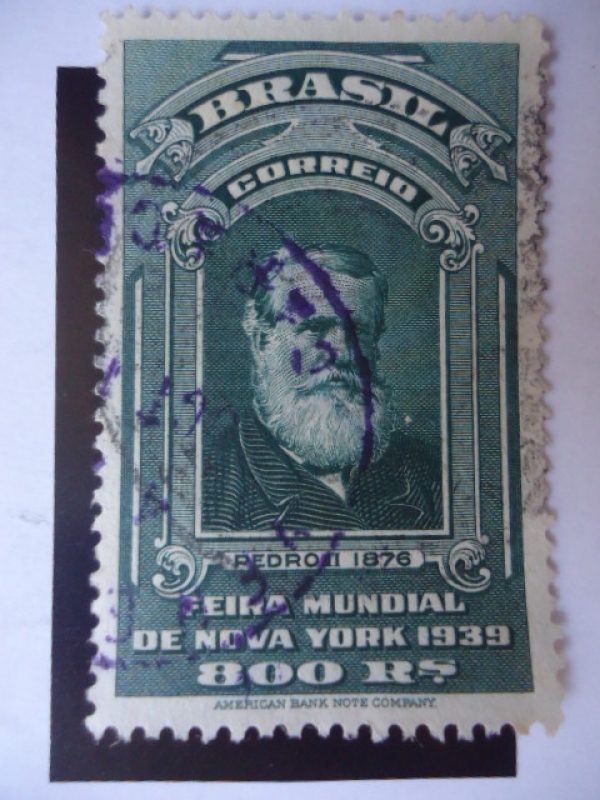 BRASIL
CORREIO
PEDRO II 1876
FEIRA MUNDIAL
DE NOVA YORK 1939
800 R$
AMERICAN BANK NOTE COMPANY.